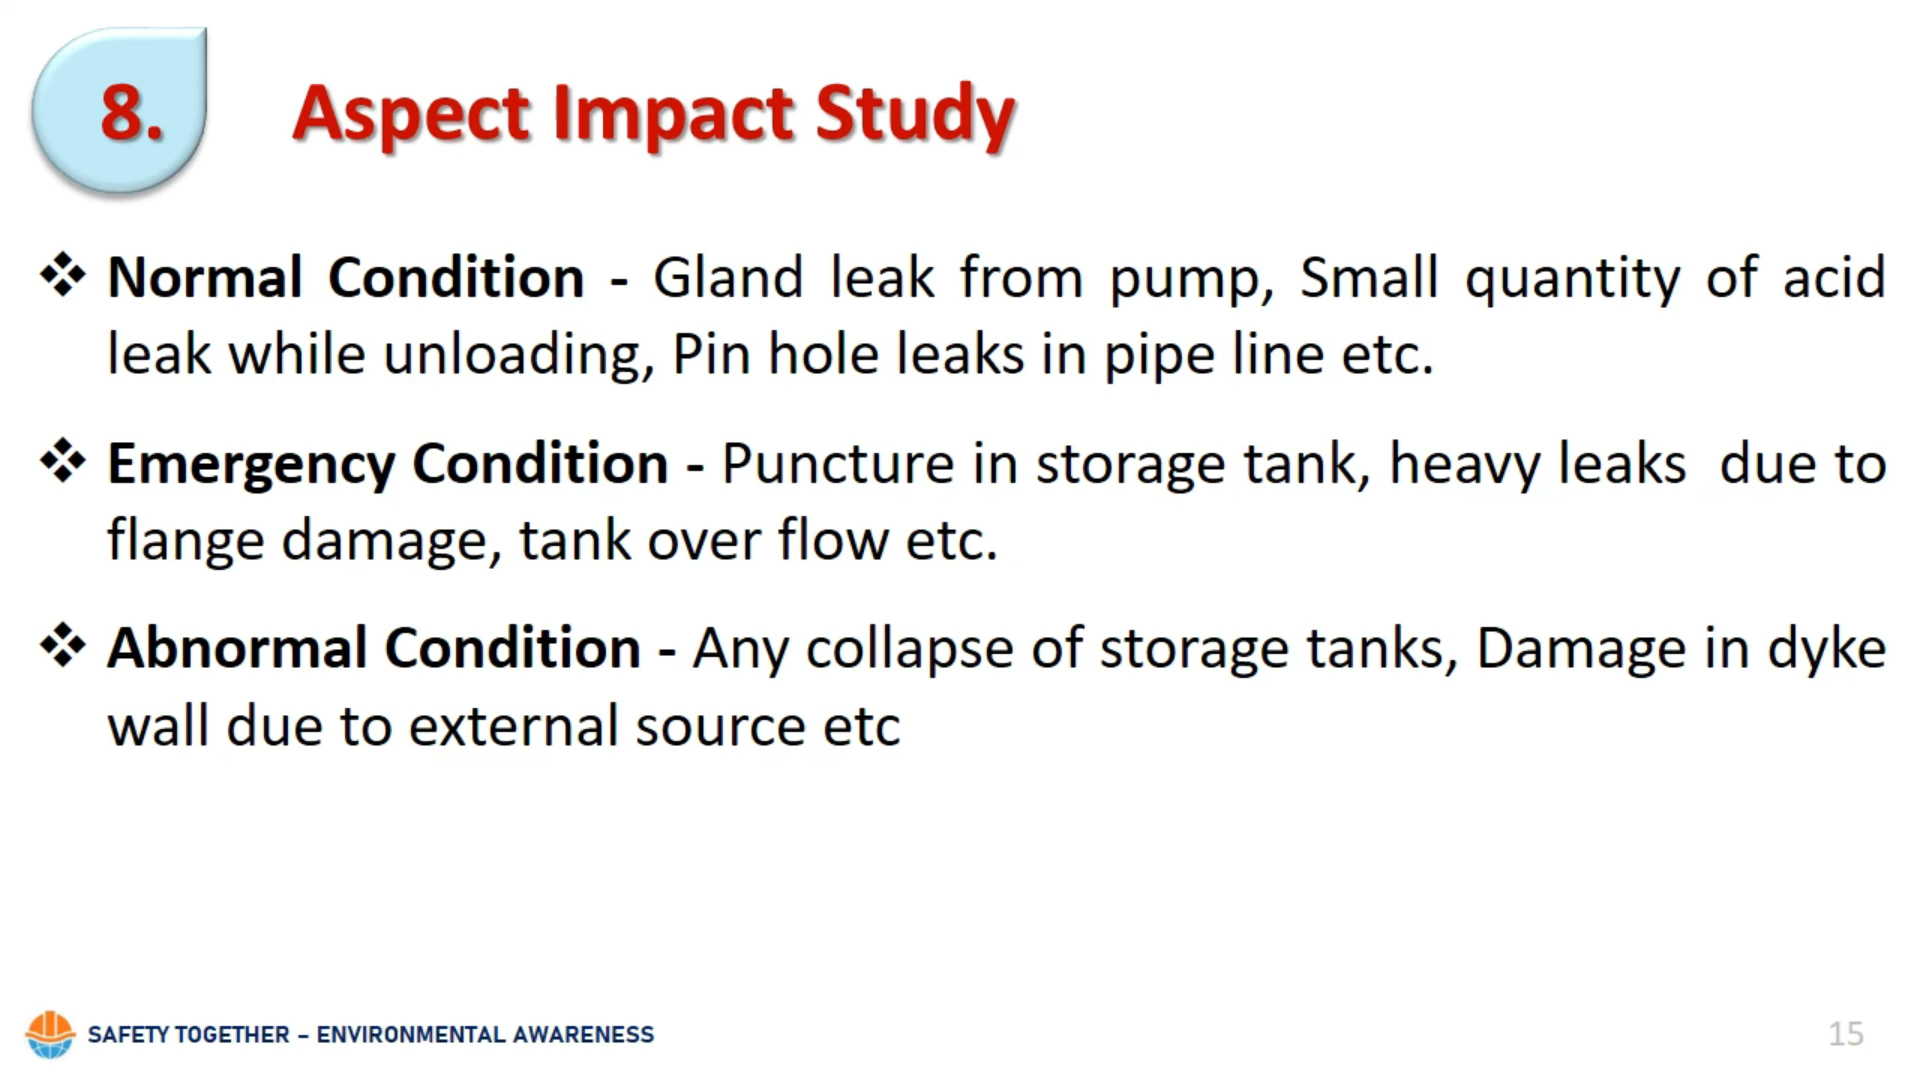 8. Aspect Impact Study
❖ Normal Condition - Gland leak from pump, Small quantity of acid
leak while unloading, Pin hole leaks in pipe line etc.
❖ Emergency Condition - Puncture in storage tank, heavy leaks  due to
flange damage, tank over flow etc.
❖ Abnormal Condition - Any collapse of storage tanks, Damage in dyke
wall due to external source etc
SAFETY TOGETHER – ENVIRONMENTAL AWARENESS
15